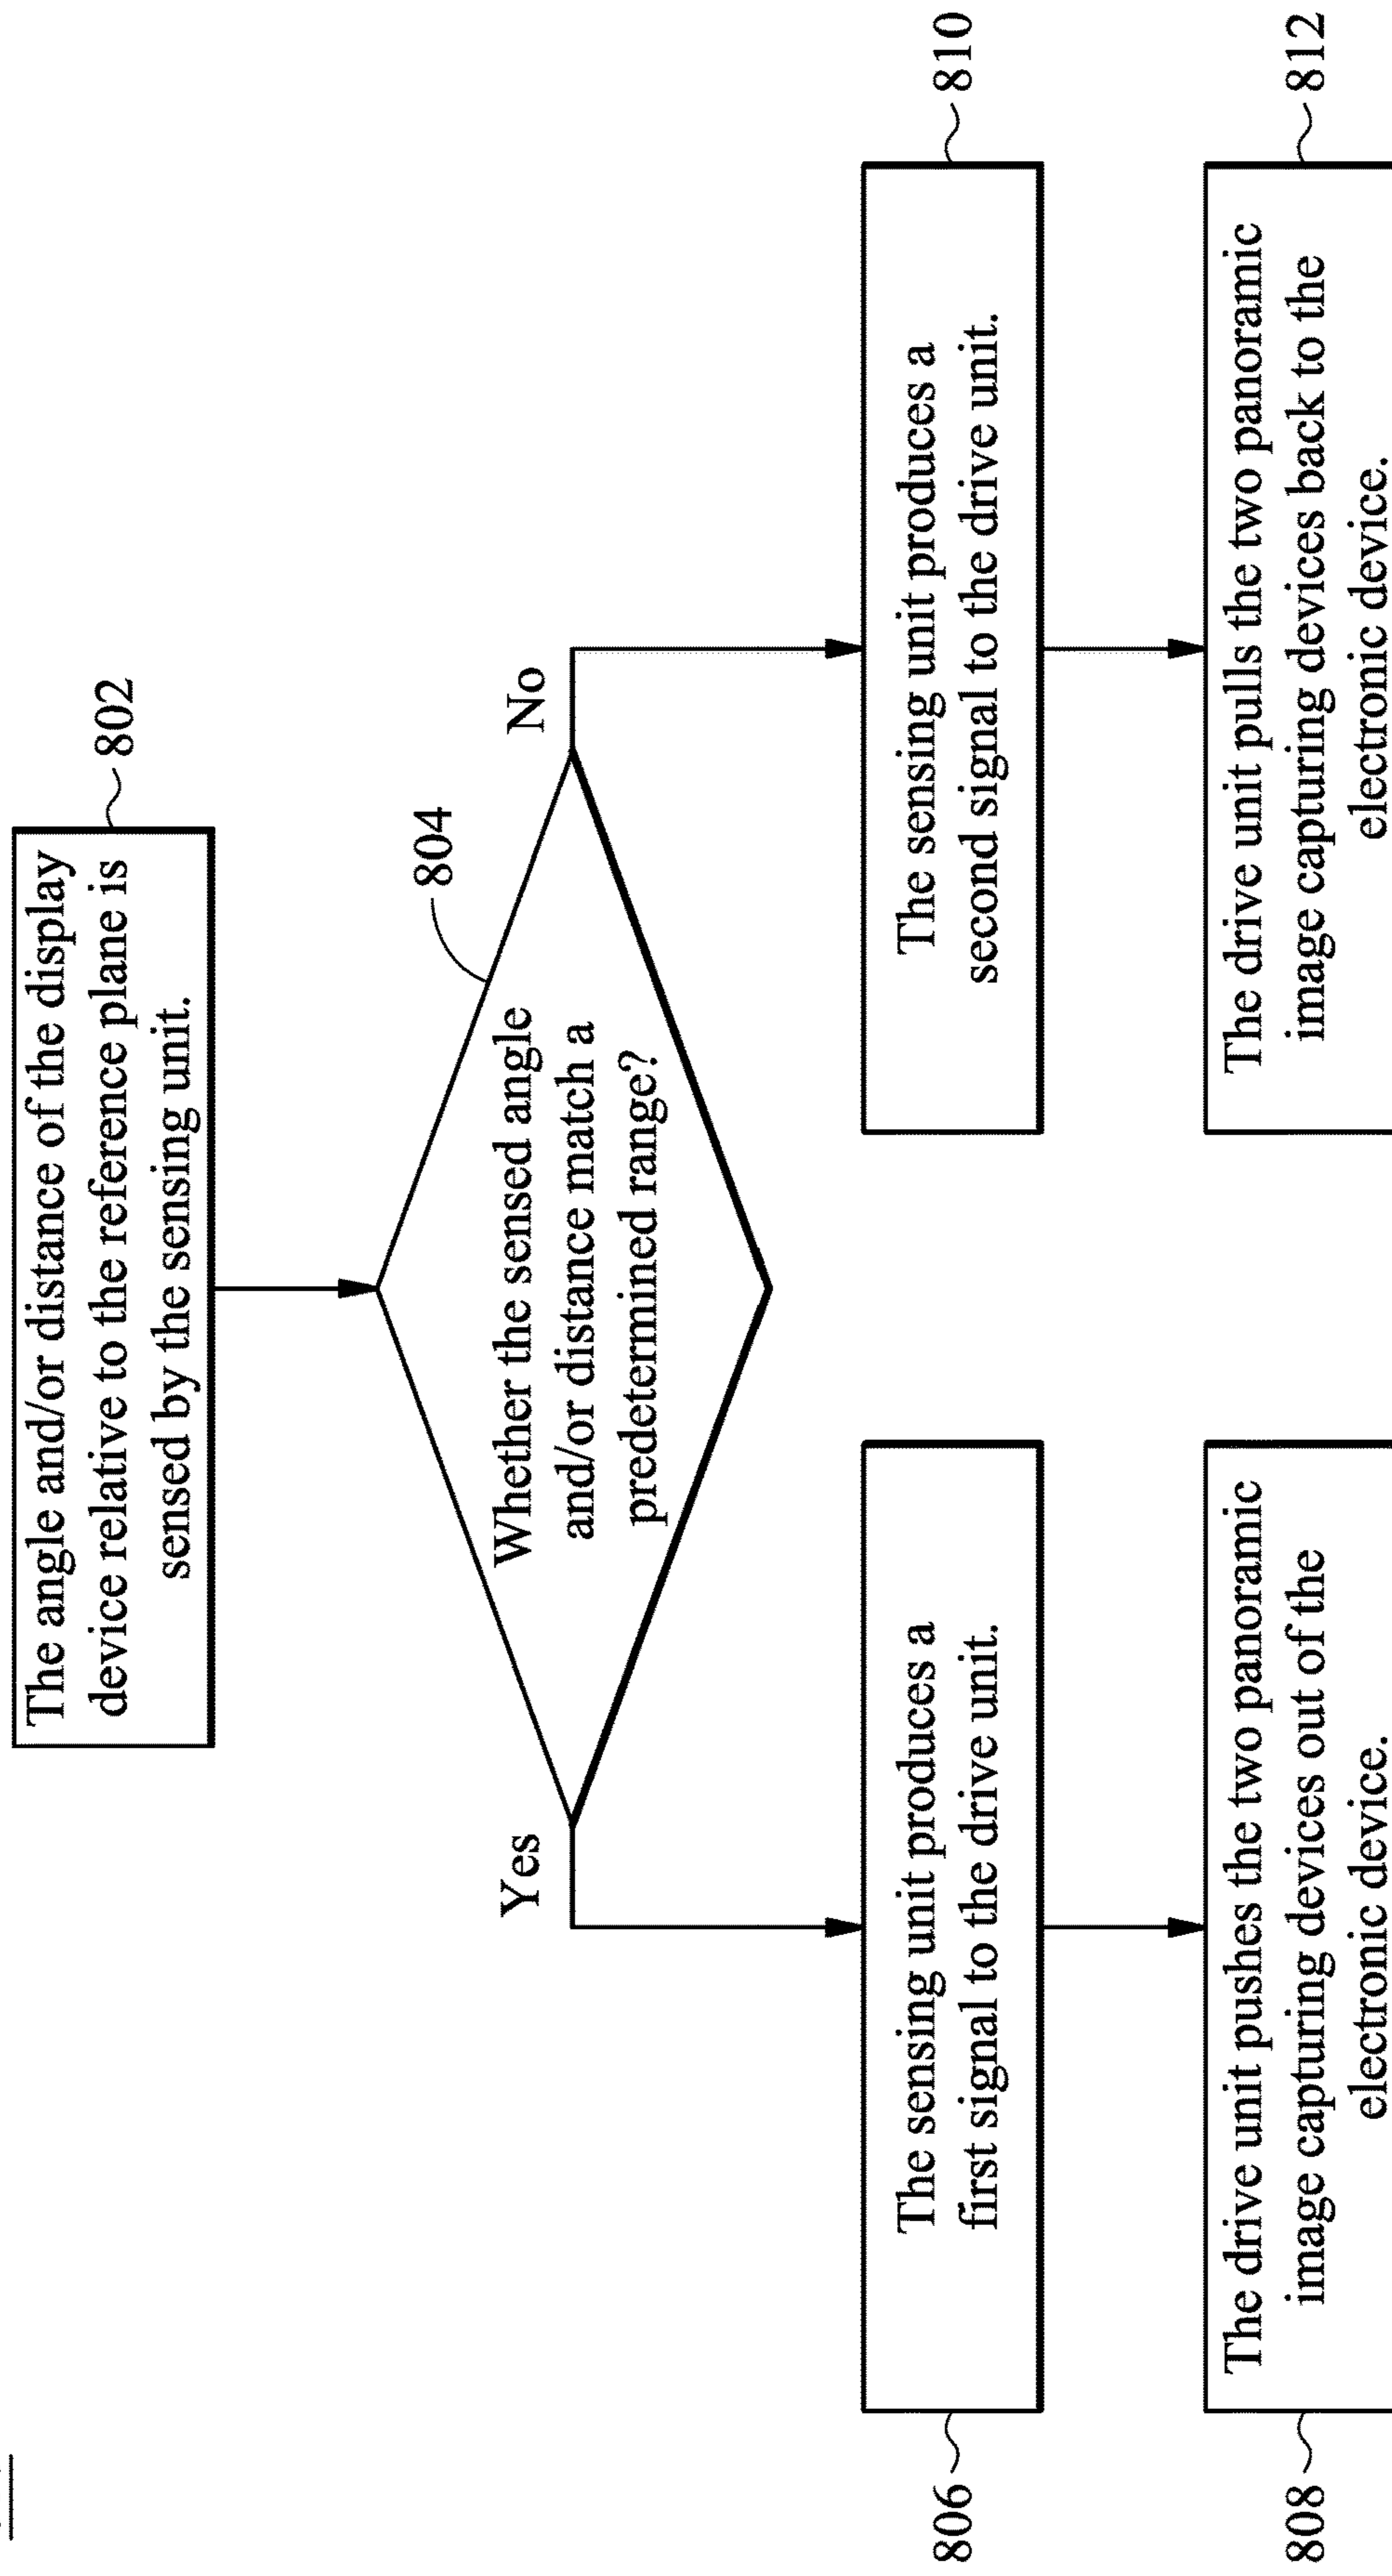 The angle and/or distance of the display
device relative to the reference plane is
sensed by the sensing unit.
802
804
Whether the sensed angle
and/or distance match a
predetermined range?
Yes
No
The sensing unit produces a
first signal to the drive unit.
806
The sensing unit produces a
second signal to the drive unit.
810
The drive unit pushes the two panoramic
image capturing devices out of the
electronic device.
808
The drive unit pulls the two panoramic
image capturing devices back to the
electronic device.
812